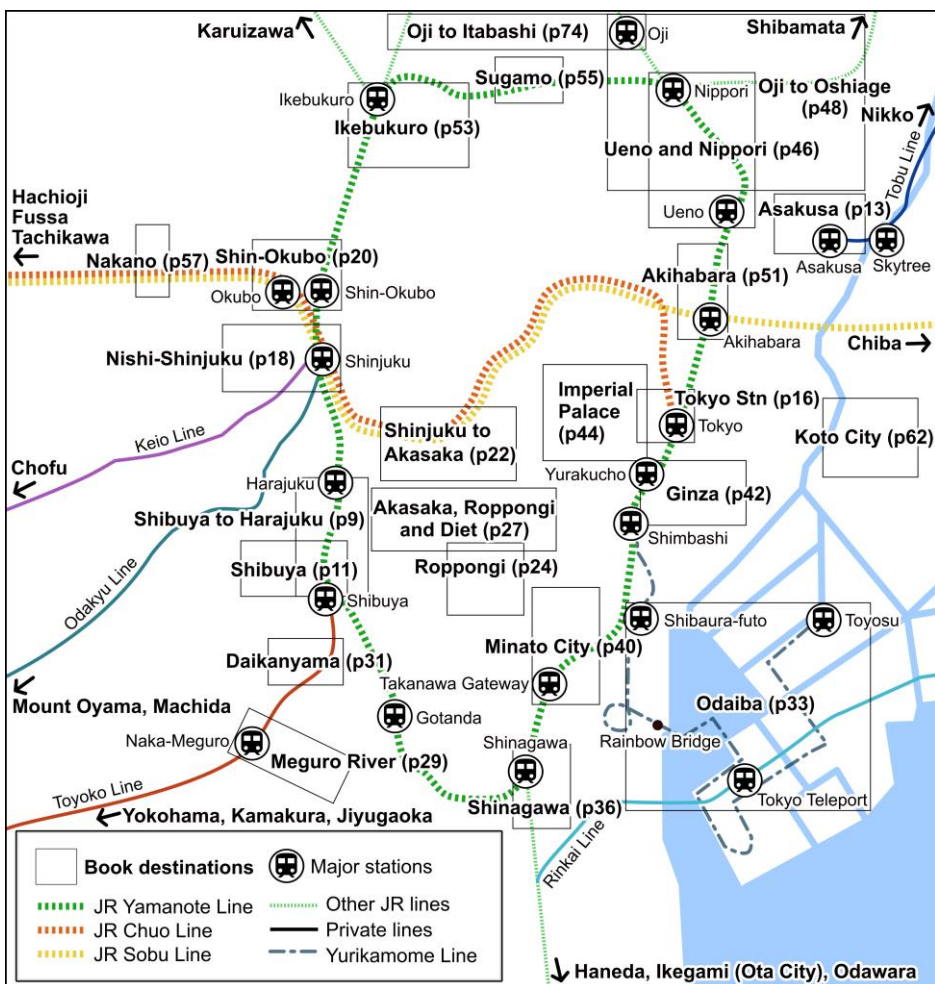 Karuizawa
Oji to Itabashi (p74)
Oji
Shibamata
Sugamo (p55)
Ikebukuro
Nippori
Oji to Oshiage
(p48)
Ikebukuro (p53)
Nikko
Ueno and Nippori (p46)
Tobu Line
Hachioji
Fussa
Tachikawa
Ueno
Asakusa (p13)
Nakano (p57)
Shin-Okubo (p20)
Asakusa
Skytree
Akihabara (p51)
Okubo
Shin-Okubo
Akihabara
Chiba
Nishi-Shinjuku (p18)
Shinjuku
Imperial
Palace
(p44)
Tokyo Stn (p16)
Tokyo
Keio Line
Shinjuku to
Akasaka (p22)
Koto City (p62)
Chofu
Harajuku
Yurakucho
Ginza (p42)
Shibuya to Harajuku (p9)
Akasaka, Roppongi
and Diet (p27)
Shimbashi
Odakyu Line
Shibuya (p11)
Roppongi (p24)
Shibuya
Shibaura-futo
Toyosu
Daikanyama (p31)
Minato City (p40)
Takanawa Gateway
Mount Oyama, Machida
Odaiba (p33)
Gotanda
Naka-Meguro
Rainbow Bridge
Shinagawa
Meguro River (p29)
Tokyo Teleport
Toyoko Line
Shinagawa (p36)
Yokohama, Kamakura, Jiyugaoka
Rinkai Line
Book destinations
Major stations
JR Yamanote Line
Other JR lines
JR Chuo Line
Private lines
JR Sobu Line
Yurikamome Line
Haneda, Ikegami (Ota City), Odawara